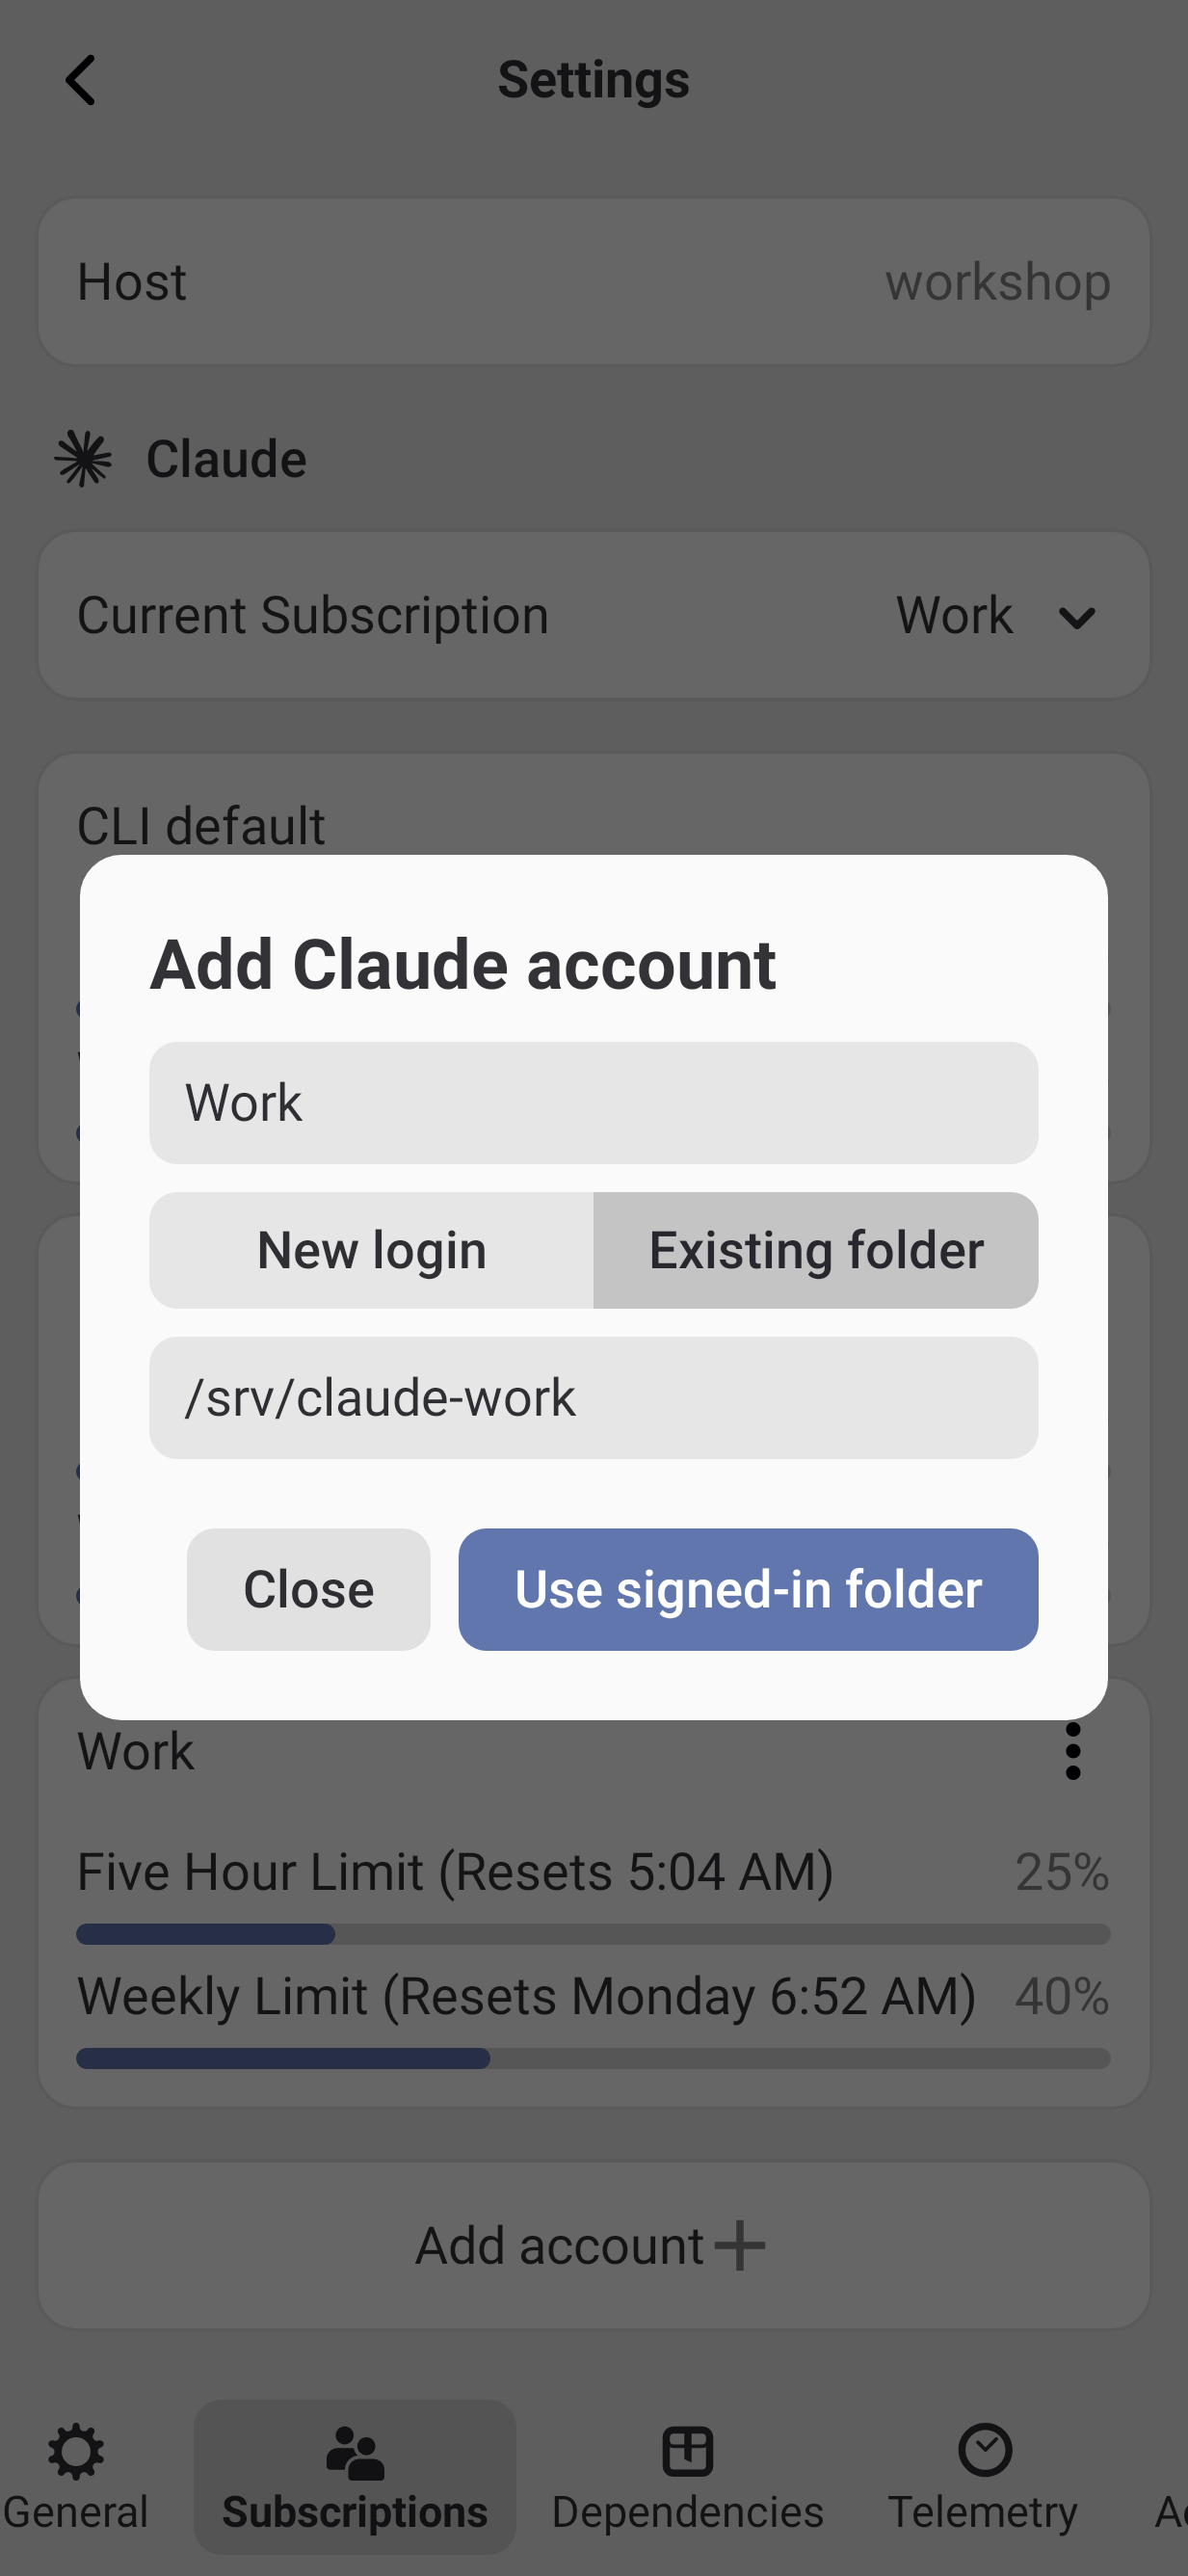 Settings
Host workshop
Claude
Current Subscription Work
CLI default
Add Claude account
Work
New login Existing folder
/srv/claude-work
Close Use signed-in folder
Work
Five Hour Limit (Resets 5:04 AM) 25%
Weekly Limit (Resets Monday 6:52 AM) 40%
Add account
General Subscriptions Dependencies Telemetry